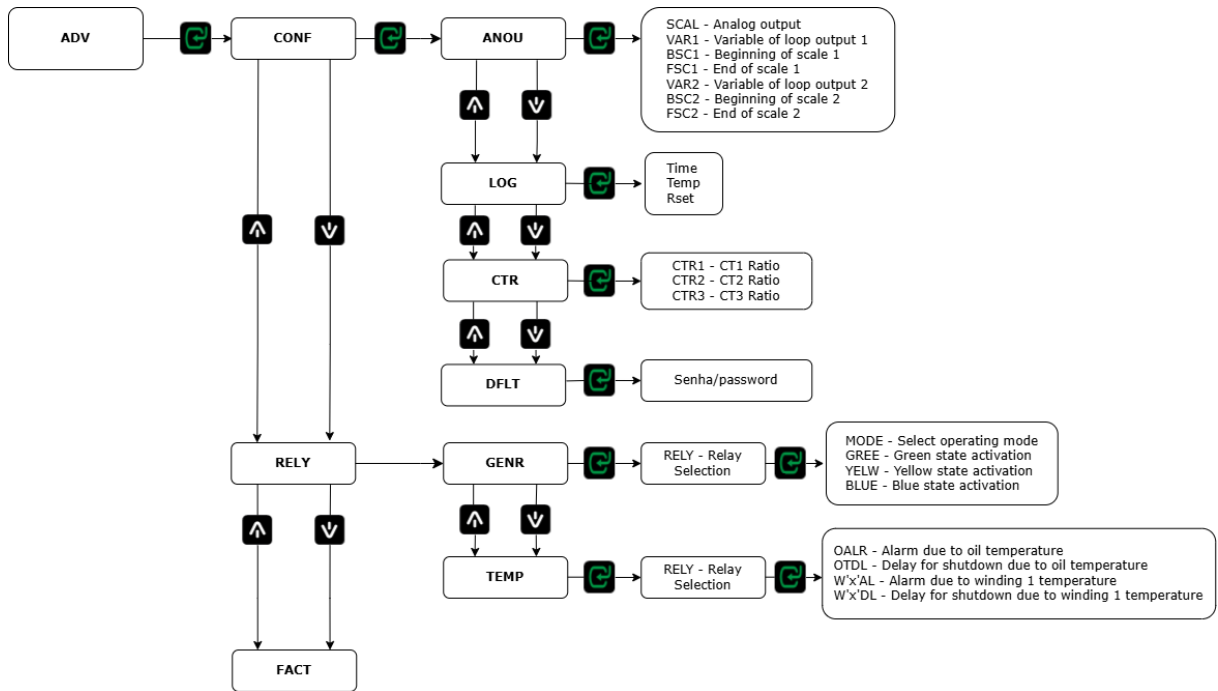 ADV
CONF
ANOU
SCAL - Analog output
VAR1 - Variable of loop output 1
BSC1 - Beginning of scale 1
FSC1 - End of scale 1
VAR2 - Variable of loop output 2
BSC2 - Beginning of scale 2
FSC2 - End of scale 2
LOG
Time
Temp
Rset
CTR
CTR1 - CT1 Ratio
CTR2 - CT2 Ratio
CTR3 - CT3 Ratio
DFLT
Senha/password
RELY
GENR
RELY - Relay
Selection
MODE - Select operating mode
GREE - Green state activation
YELW - Yellow state activation
BLUE - Blue state activation
TEMP
RELY - Relay
Selection
OALR - Alarm due to oil temperature
OTDL - Delay for shutdown due to oil temperature
W'x'AL - Alarm due to winding 1 temperature
W'x'DL - Delay for shutdown due to winding 1 temperature
FACT